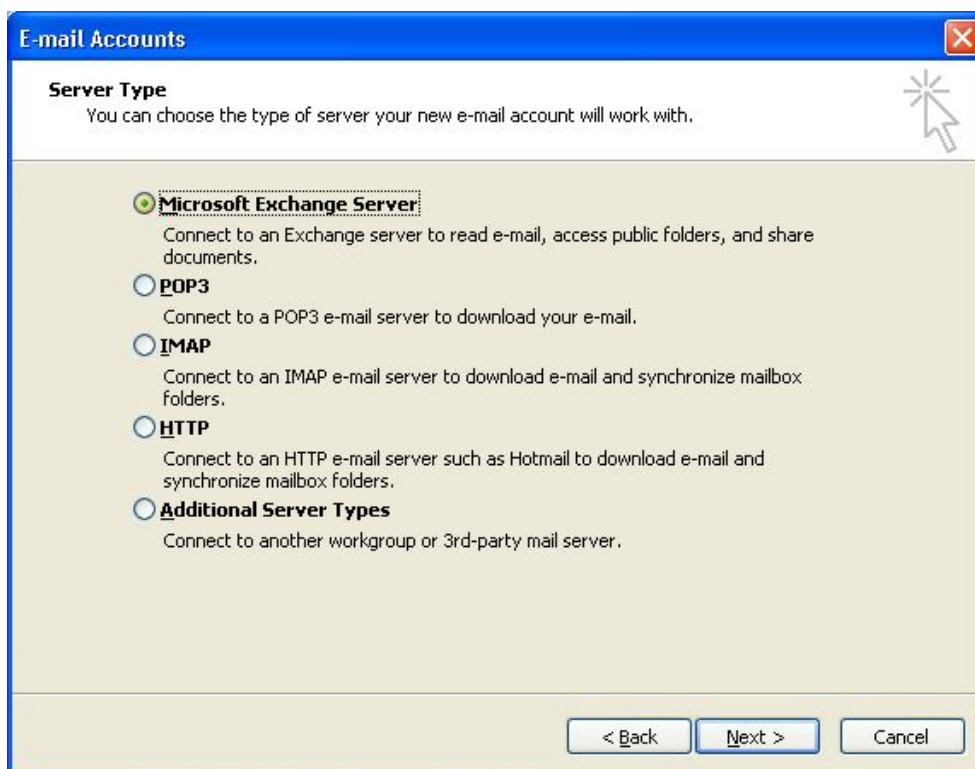 E-mail Accounts
Server Type
You can choose the type of server your new e-mail account will work with.
Microsoft Exchange Server
Connect to an Exchange server to read e-mail, access public folders, and share
documents.
POP3
Connect to a POP3 e-mail server to download your e-mail.
IMAP
Connect to an IMAP e-mail server to download e-mail and synchronize mailbox
folders.
HTTP
Connect to an HTTP e-mail server such as Hotmail to download e-mail and
synchronize mailbox folders.
Additional Server Types
Connect to another workgroup or 3rd-party mail server.
< Back Next > Cancel